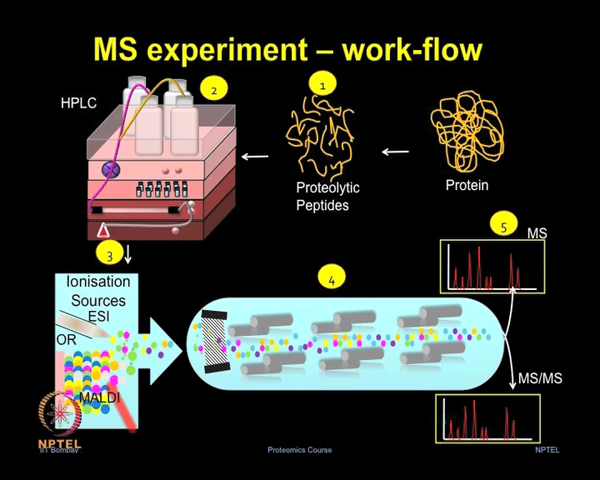 MS experiment – work-flow
HPLC
2
1
Proteolytic
Peptides
Protein
3
Ionisation
Sources
ESI
OR
MALDI
4
5
MS
MS/MS
NPTEL
IIT Bombay
Proteomics Course
NPTEL